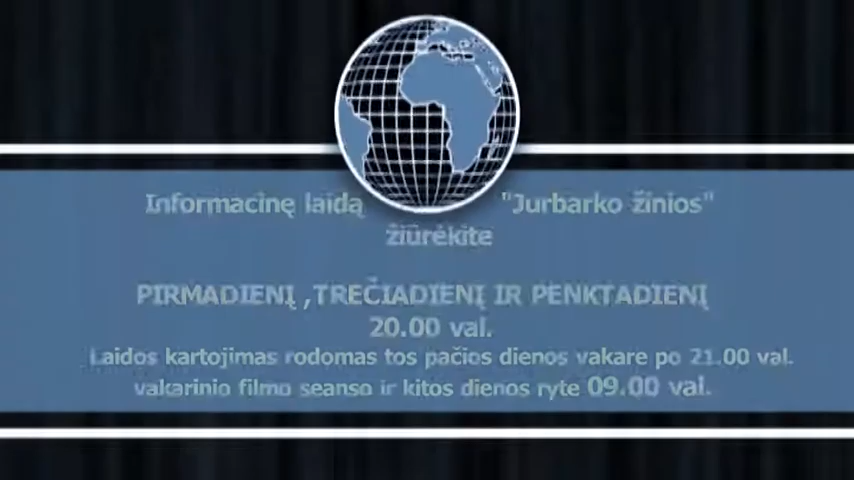 Informacinę laidą "Jurbarko žinios"
žiūrėkite
PIRMADIENĮ ,TREČIADIENĮ IR PENKTADIENĮ
20.00 val.
Laidos kartojimas rodomas tos pačios dienos vakare po 21.00 val.
vakarinio filmo seanso ir kitos dienos ryte 09.00 val.